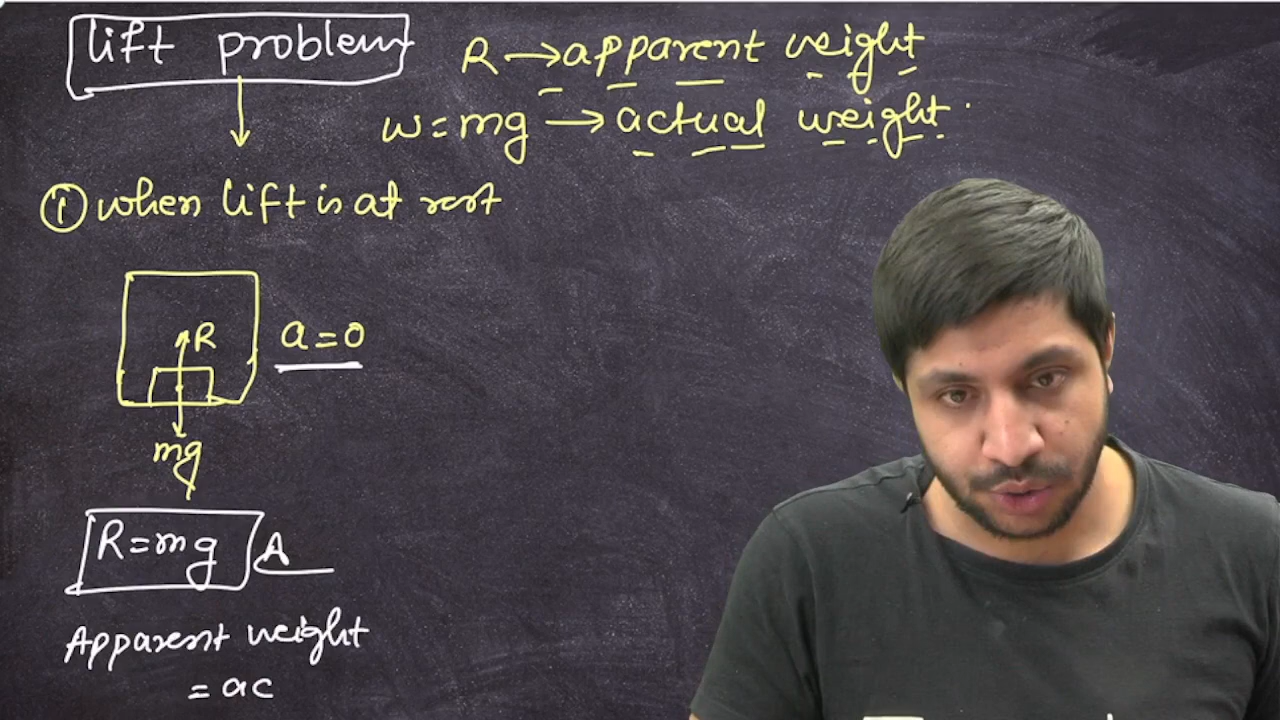 lift problem
R → apparent weight
w = mg → actual weight
① when lift is at rest
R
a = 0
mg
R = mg A
Apparent weight
= ac